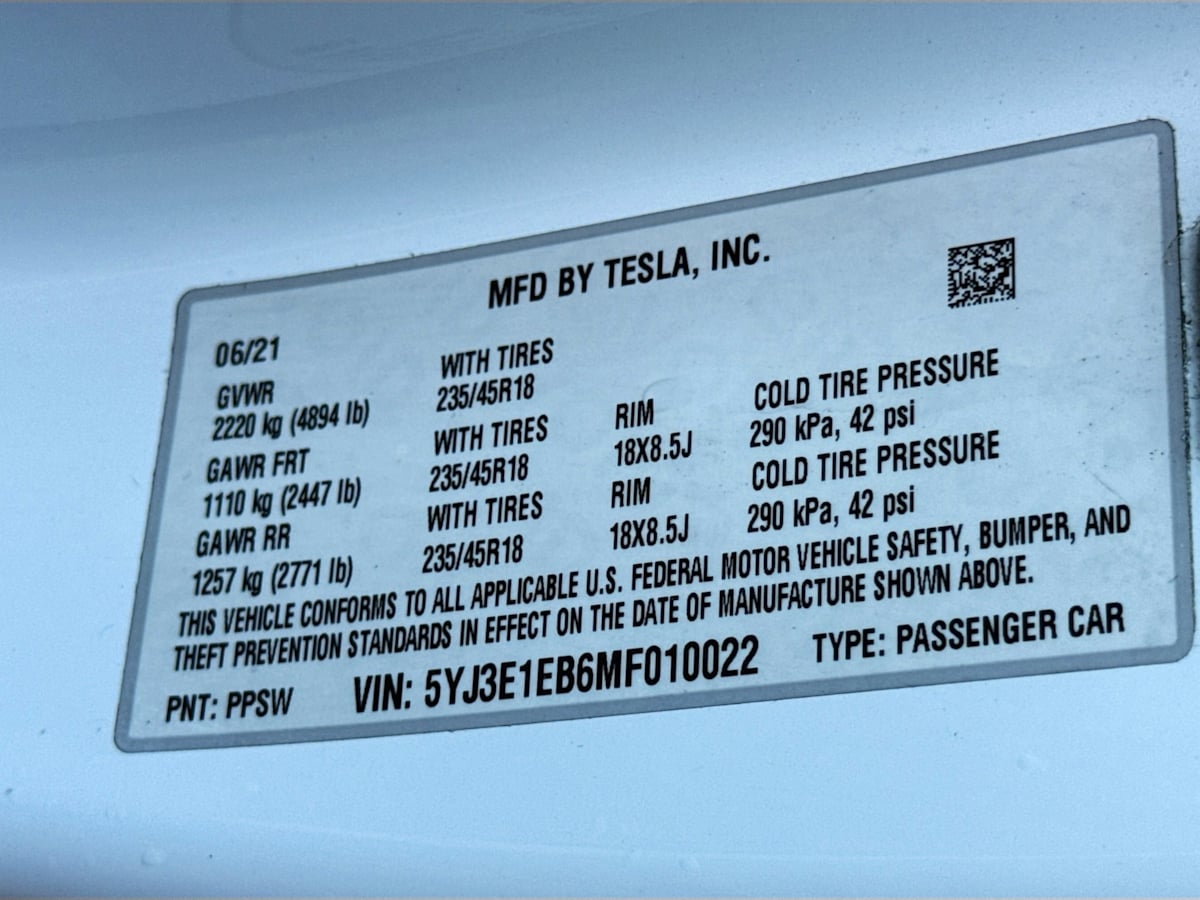 MFD BY TESLA, INC.
06/21
GVWR WITH TIRES
2220 kg (4894 lb) 235/45R18
GAWR FRT WITH TIRES RIM COLD TIRE PRESSURE
1110 kg (2447 lb) 235/45R18 18X8.5J 290 kPa, 42 psi
GAWR RR WITH TIRES RIM COLD TIRE PRESSURE
1257 kg (2771 lb) 235/45R18 18X8.5J 290 kPa, 42 psi
THIS VEHICLE CONFORMS TO ALL APPLICABLE U.S. FEDERAL MOTOR VEHICLE SAFETY, BUMPER, AND
THEFT PREVENTION STANDARDS IN EFFECT ON THE DATE OF MANUFACTURE SHOWN ABOVE.
PNT: PPSW VIN: 5YJ3E1EB6MF010022 TYPE: PASSENGER CAR